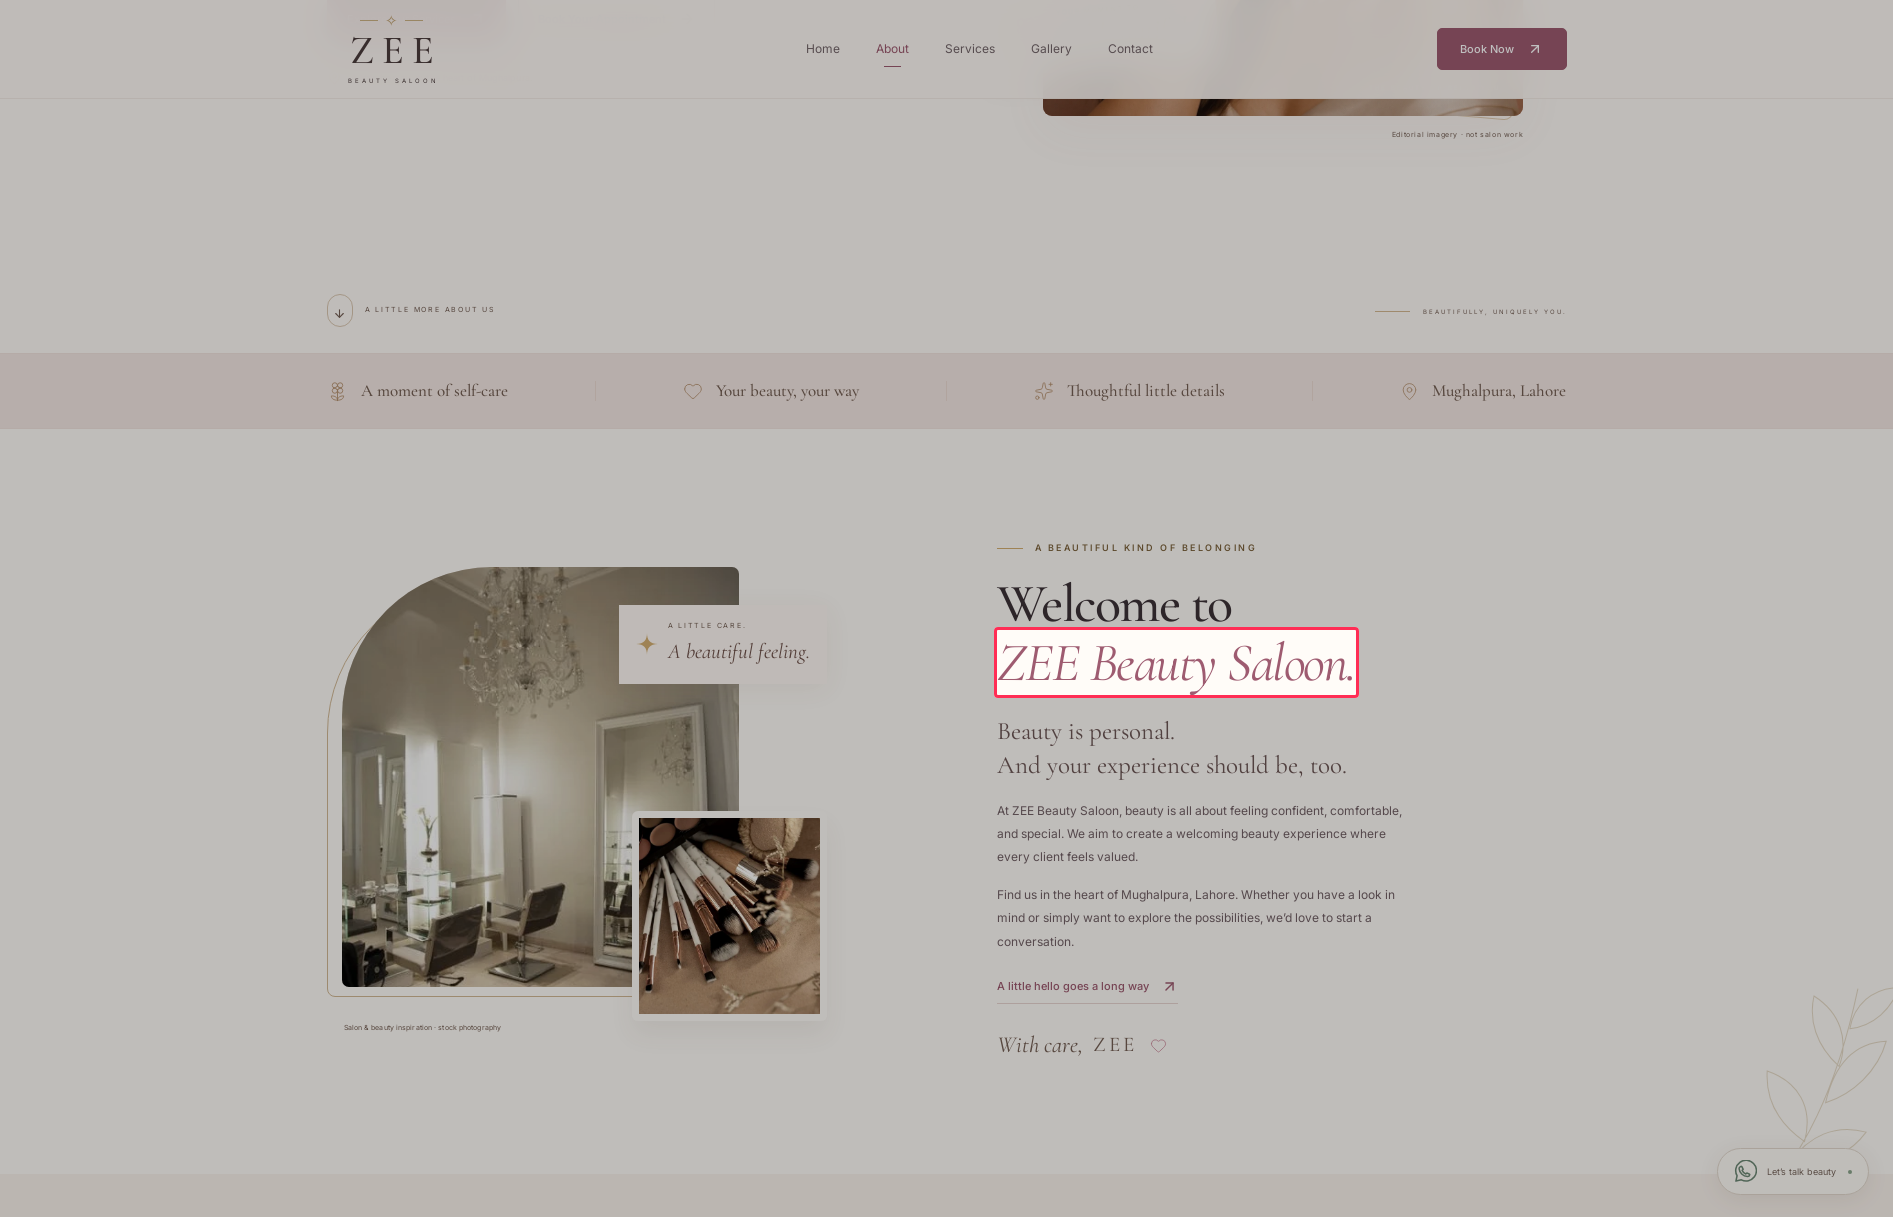 ZEE
BEAUTY SALOON
Home
About
Services
Gallery
Contact
Book Now
Editorial imagery · not salon work
A LITTLE MORE ABOUT US
BEAUTIFULLY, UNIQUELY YOU.
A moment of self-care
Your beauty, your way
Thoughtful little details
Mughalpura, Lahore
A LITTLE CARE.
A beautiful feeling.
Salon & beauty inspiration · stock photography
A BEAUTIFUL KIND OF BELONGING
Welcome to
ZEE Beauty Saloon.
Beauty is personal.
And your experience should be, too.
At ZEE Beauty Saloon, beauty is all about feeling confident, comfortable,
and special. We aim to create a welcoming beauty experience where
every client feels valued.
Find us in the heart of Mughalpura, Lahore. Whether you have a look in
mind or simply want to explore the possibilities, we’d love to start a
conversation.
A little hello goes a long way
With care, ZEE
Let’s talk beauty